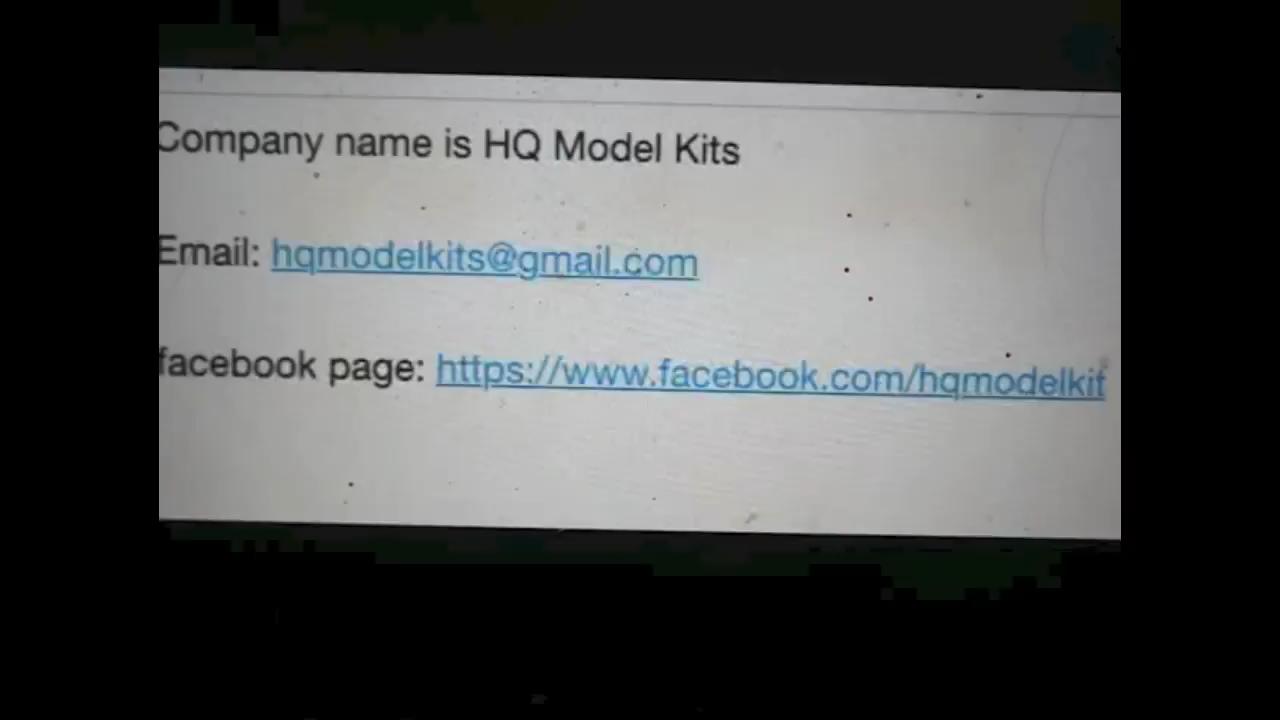 Company name is HQ Model Kits
Email: hqmodelkits@gmail.com
facebook page: https://www.facebook.com/hqmodelkit